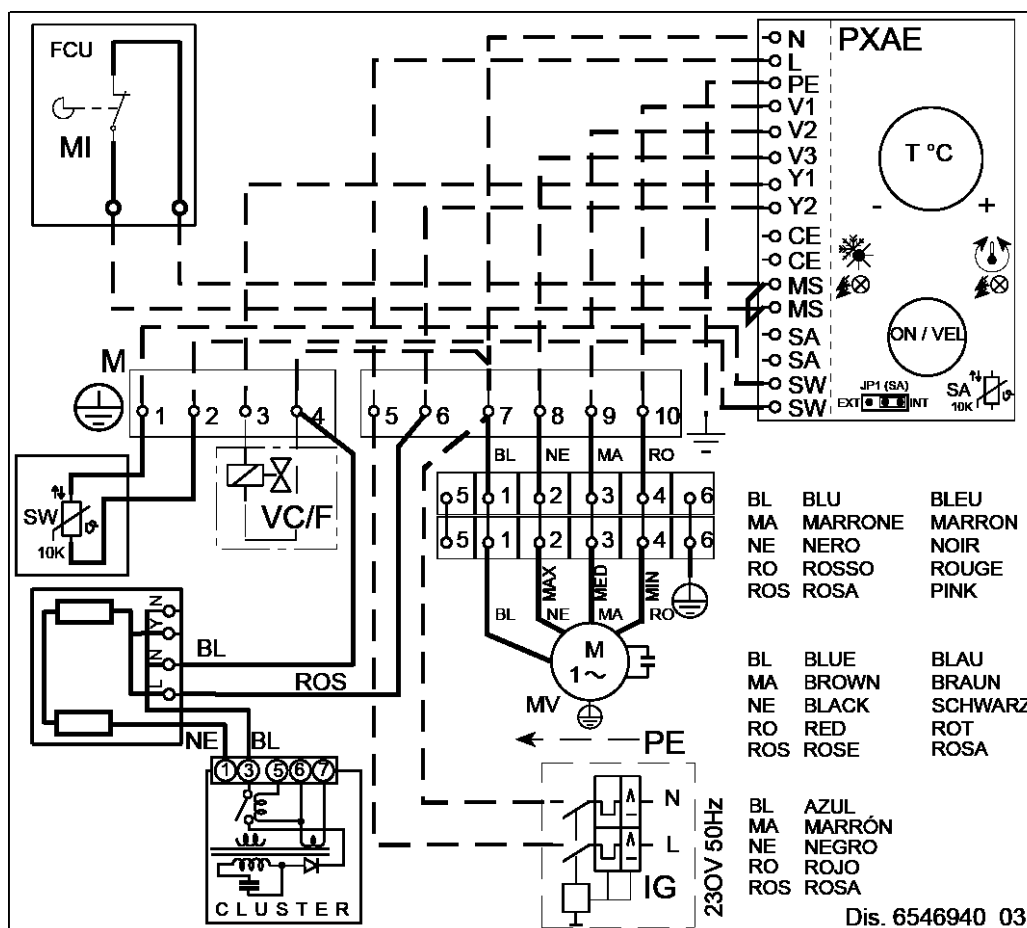 FCU
MI
N
L
PE
V1
V2
V3
Y1
Y2
CE
CE
MS
MS
SA
SA
SW
SW
PXAE
T ºC
- +
ON / VEL
JP1 (SA)
EXT INT
SA
10K
M
1 2 3 4 5 6 7 8 9 10
SW
10K
VC/F
BL NE MA RO
5 1 2 3 4 6
5 1 2 3 4 6
MAX MED MIN
BL NE MA RO
M
1~
MV
N
Y
N
L
BL
ROS
NE BL
1 3 5 6 7
CLUSTER
PE
N
L
IG
230V 50Hz
BL BLU BLEU
MA MARRONE MARRON
NE NERO NOIR
RO ROSSO ROUGE
ROS ROSA PINK
BL BLUE BLAU
MA BROWN BRAUN
NE BLACK SCHWARZ
RO RED ROT
ROS ROSE ROSA
BL AZUL
MA MARRÓN
NE NEGRO
RO ROJO
ROS ROSA
Dis. 6546940 03